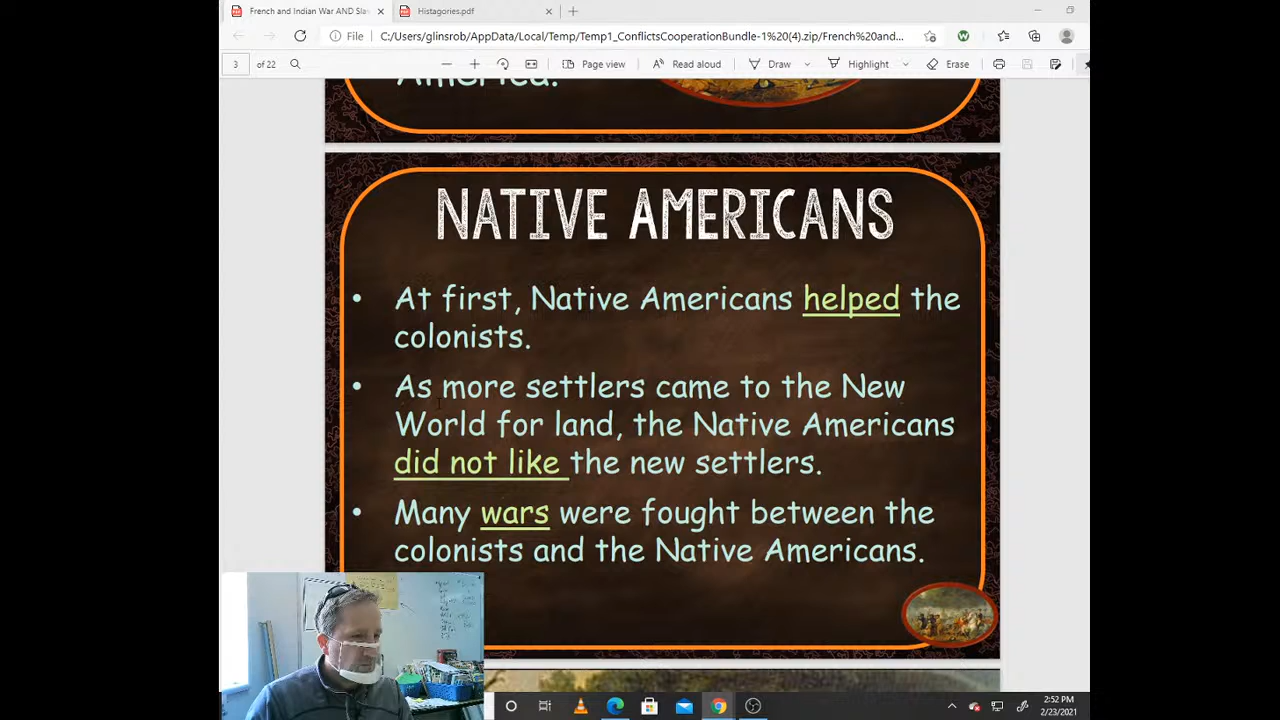 French and Indian War AND Sla
Histagories.pdf
File
C:/Users/glinsrob/AppData/Local/Temp/Temp1_ConflictsCooperationBundle-1%20(4).zip/French%20and...
3 of 22
Page view
Read aloud
Draw
Highlight
Erase
America.
NATIVE AMERICANS
• At first, Native Americans helped the
colonists.
• As more settlers came to the New
World for land, the Native Americans
did not like the new settlers.
• Many wars were fought between the
colonists and the Native Americans.
2:52 PM
2/23/2021